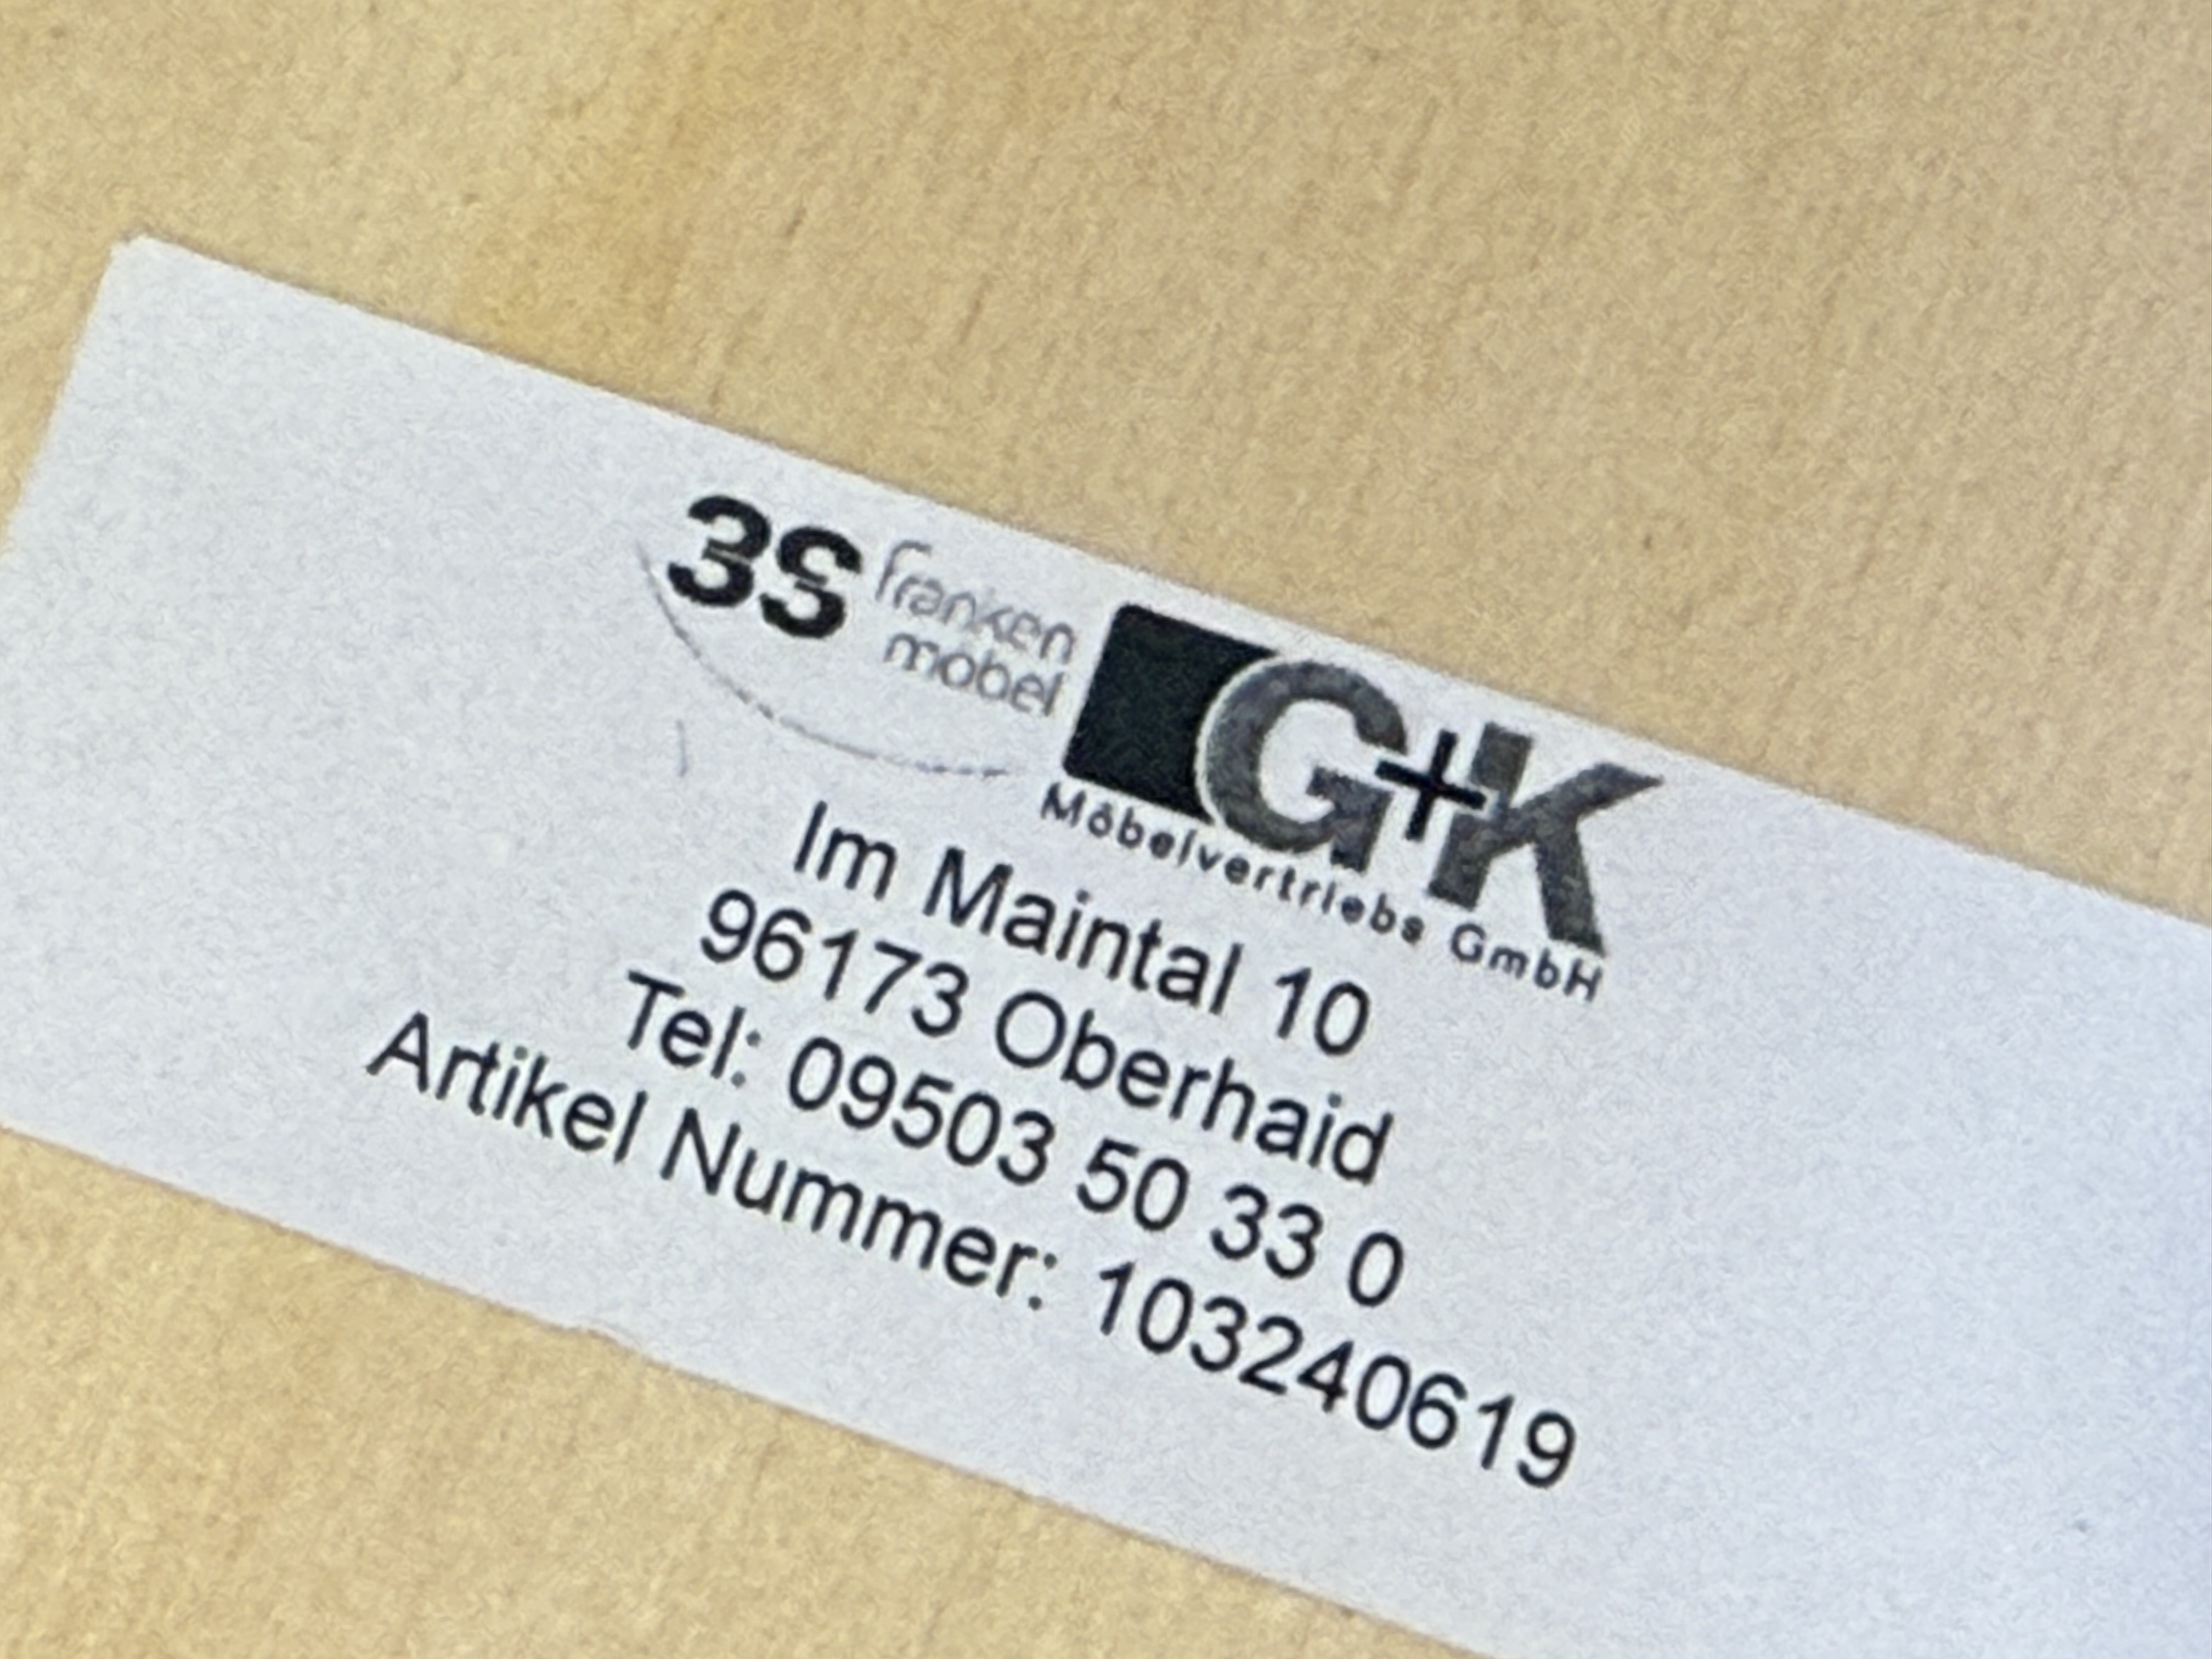 3S franken
möbel
G+K
Möbelvertriebs GmbH
Im Maintal 10
96173 Oberhaid
Tel: 09503 50 33 0
Artikel Nummer: 103240619